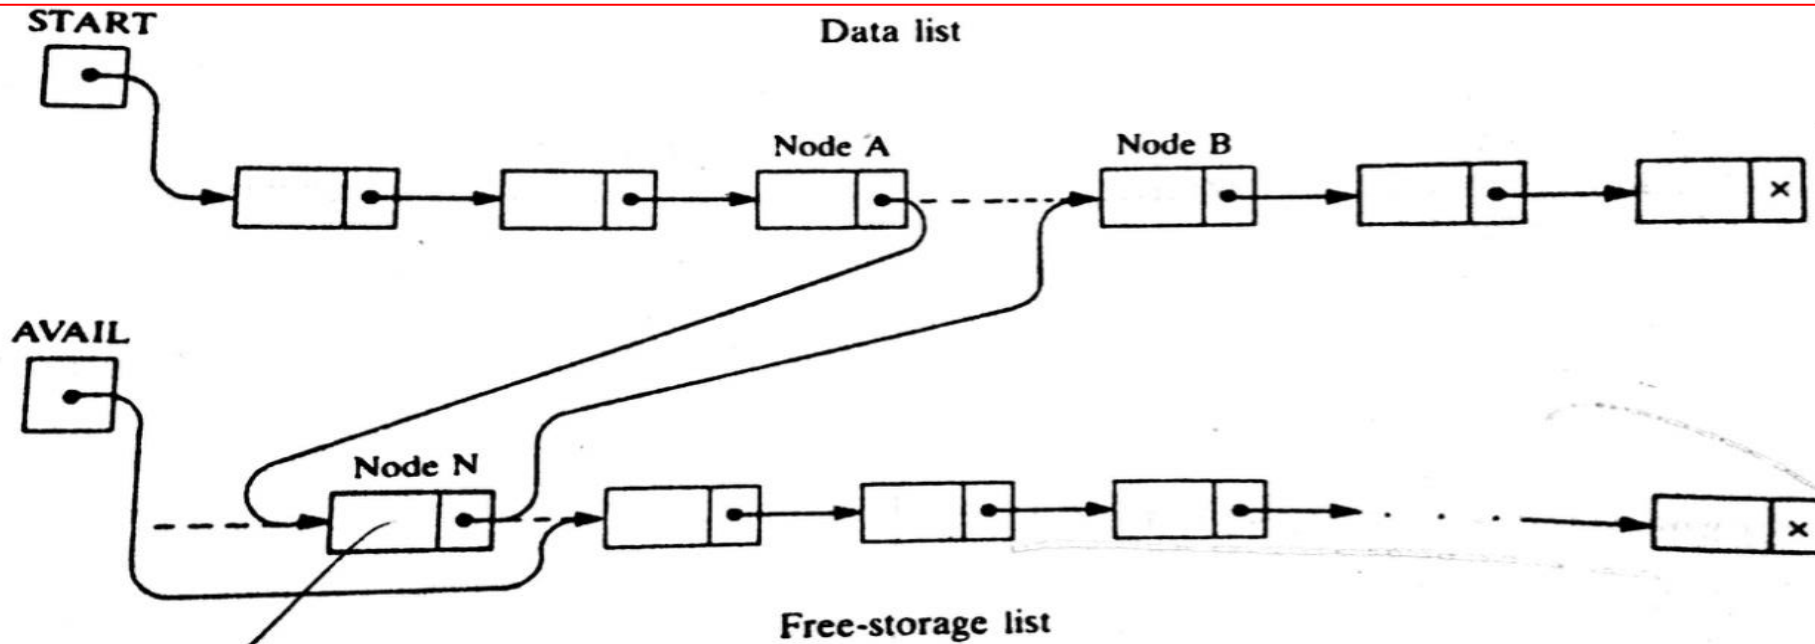 START
Data list
Node A
Node B
×
AVAIL
Node N
×
Free-storage list